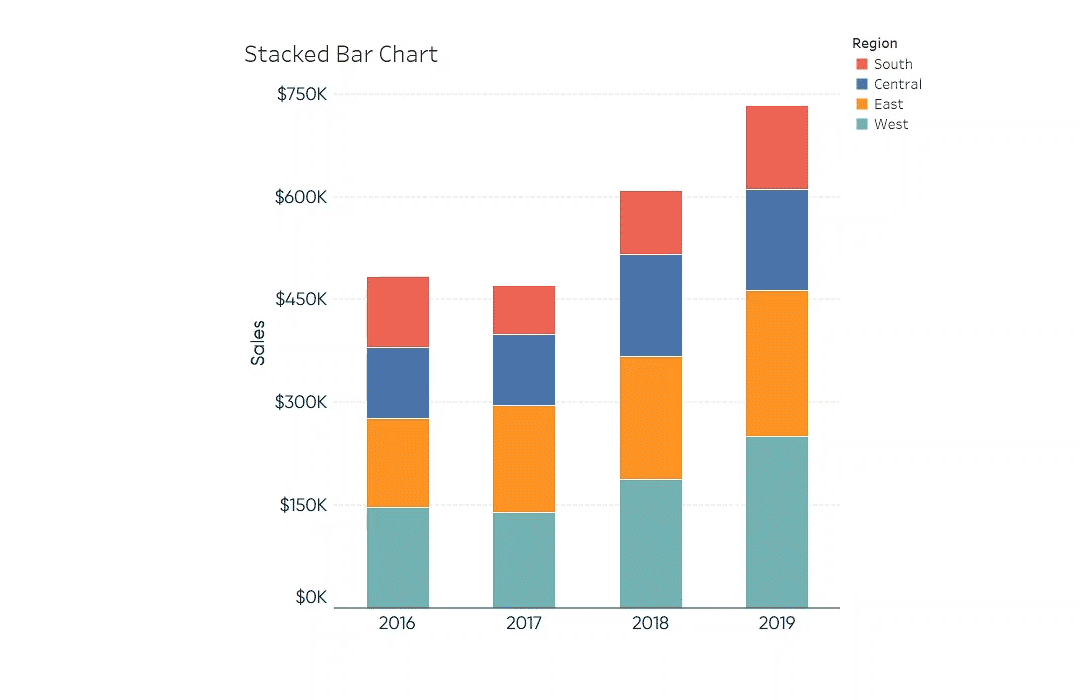 Stacked Bar Chart
Region
South
Central
East
West
$750K
$600K
$450K
$300K
$150K
$0K
Sales
2016 2017 2018 2019